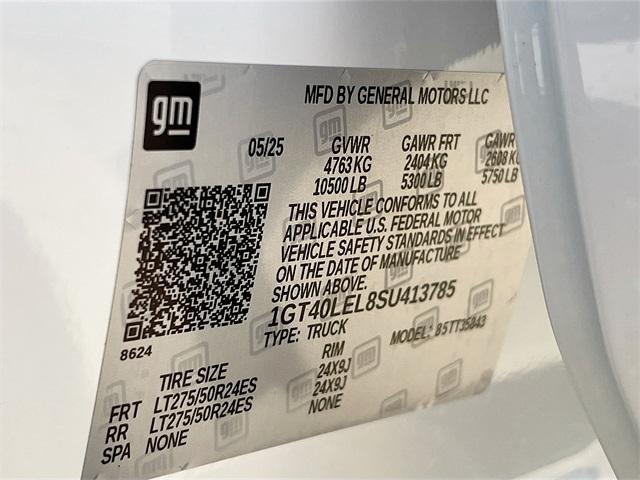 gm
MFD BY GENERAL MOTORS LLC
05/25 GVWR GAWR FRT GAWR
4763 KG 2404 KG 2608 KG
10500 LB 5300 LB 5750 LB
THIS VEHICLE CONFORMS TO ALL
APPLICABLE U.S. FEDERAL MOTOR
VEHICLE SAFETY STANDARDS IN EFFECT
ON THE DATE OF MANUFACTURE
SHOWN ABOVE.
1GT40LEL8SU413785
TYPE: TRUCK MODEL:
8624
TIRE SIZE RIM
FRT LT275/50R24ES 24X9J
RR LT275/50R24ES 24X9J
SPA NONE NONE